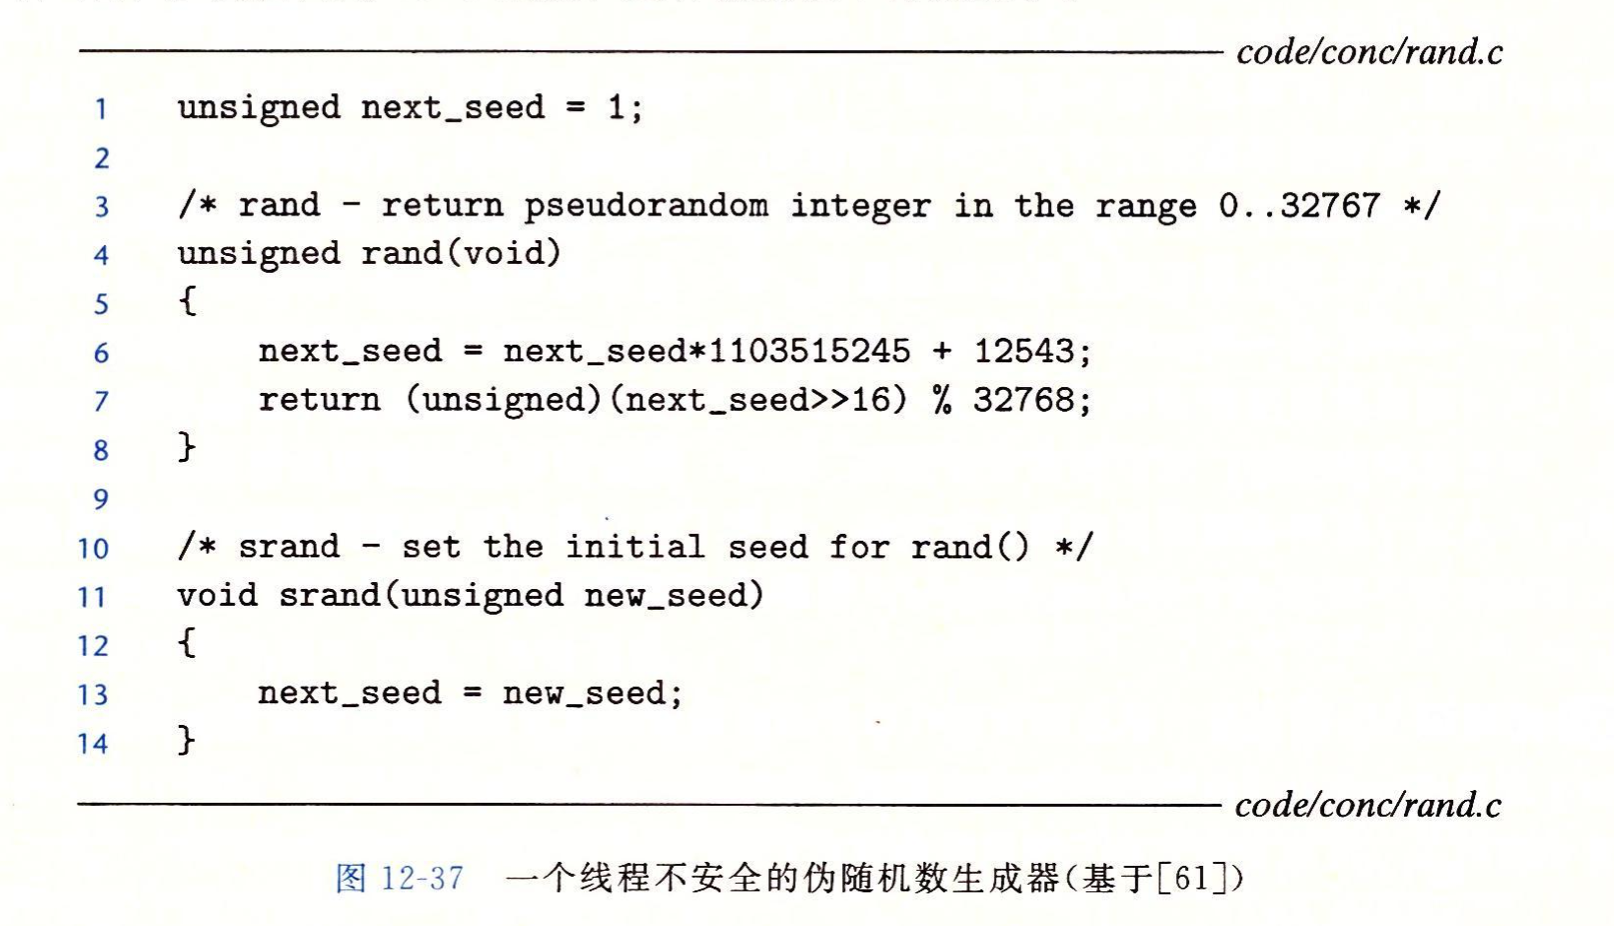 code/conc/rand.c
1 unsigned next_seed = 1;
2
3 /* rand - return pseudorandom integer in the range 0..32767 */
4 unsigned rand(void)
5 {
6 next_seed = next_seed*1103515245 + 12543;
7 return (unsigned)(next_seed>>16) % 32768;
8 }
9
10 /* srand - set the initial seed for rand() */
11 void srand(unsigned new_seed)
12 {
13 next_seed = new_seed;
14 }
code/conc/rand.c
图 12-37 一个线程不安全的伪随机数生成器(基于[61])